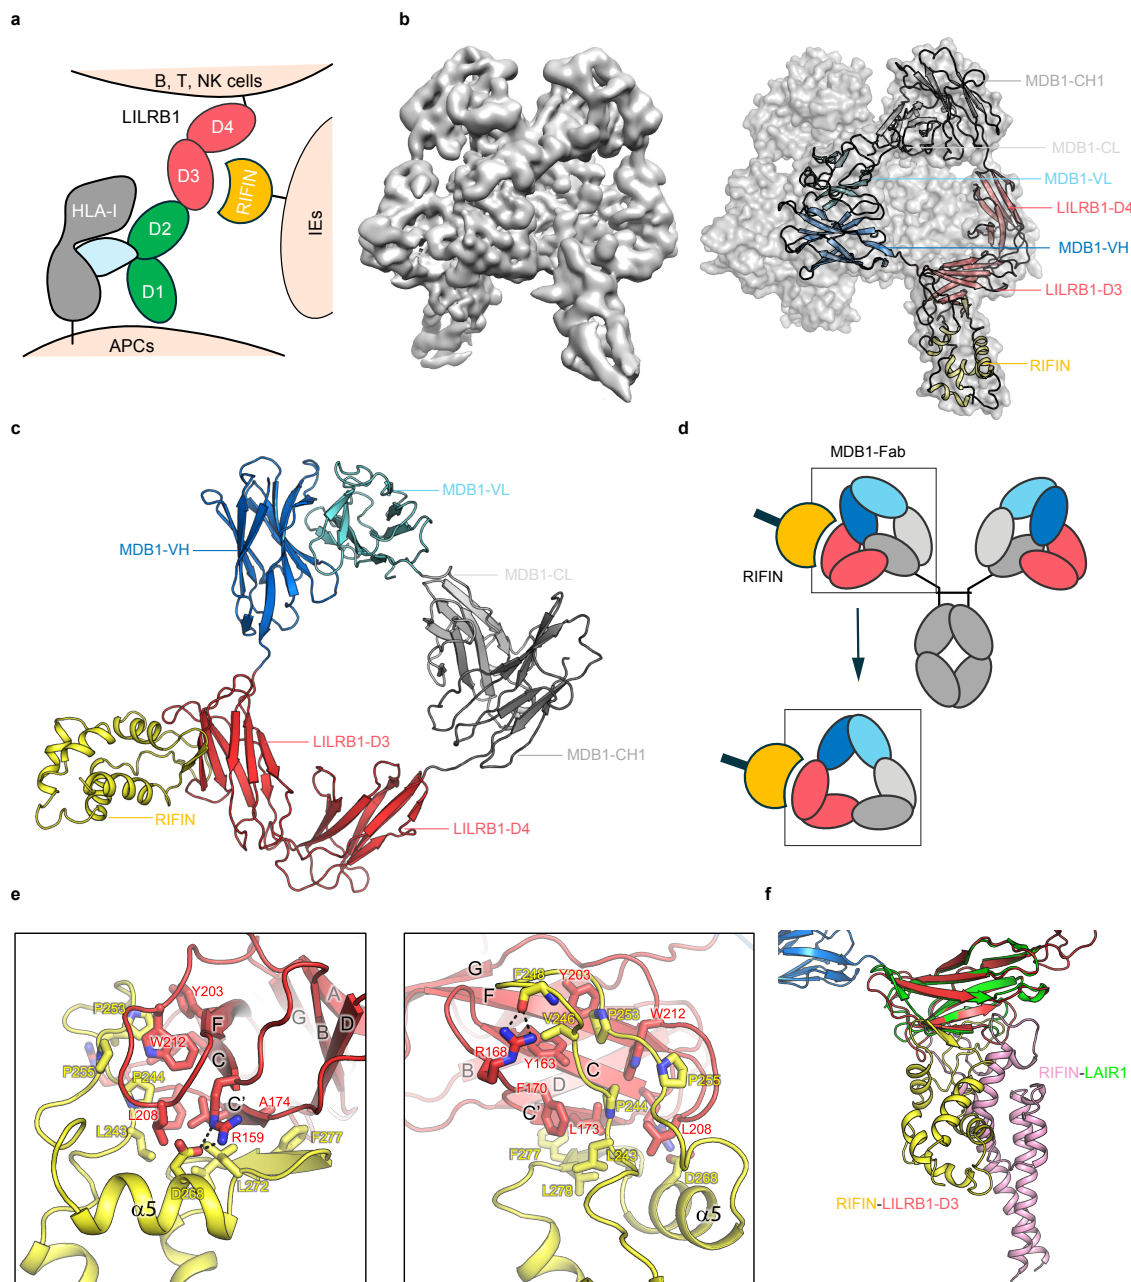 a
B, T, NK cells
LILRB1
D4
D3
RIFIN
HLA-I
D2
D1
IEs
APCs
b
MDB1-CH1
MDB1-CL
MDB1-VL
LILRB1-D4
MDB1-VH
LILRB1-D3
RIFIN
c
MDB1-VL
MDB1-VH
MDB1-CL
LILRB1-D3
MDB1-CH1
RIFIN
LILRB1-D4
d
MDB1-Fab
RIFIN
e
Y203
P253
F
A
G
B
D
W212
C
P255
P244
C'
A174
L208
R159
L243
F277
D268
L272
α5
G
F248
Y203
F
V246
P253
W212
R168
Y163
B
C
P255
F170
D
P244
C'
L173
L208
F277
L243
D268
L278
α5
f
RIFIN-LAIR1
RIFIN-LILRB1-D3